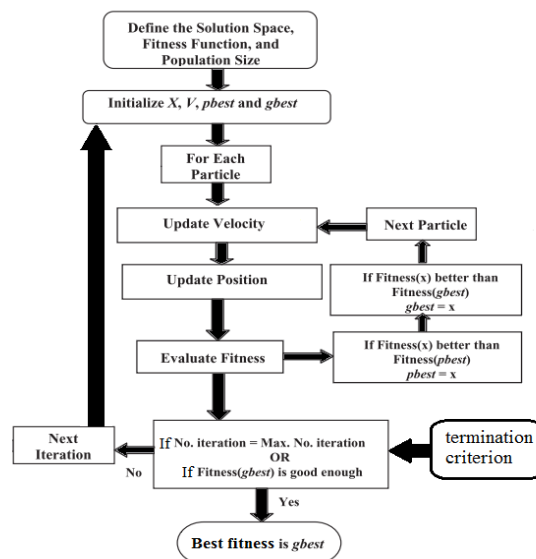 Define the Solution Space,
Fitness Function, and
Population Size
Initialize X, V, pbest and gbest
For Each
Particle
Update Velocity
Next Particle
Update Position
If Fitness(x) better than
Fitness(gbest)
gbest = x
Evaluate Fitness
If Fitness(x) better than
Fitness(pbest)
pbest = x
Next
Iteration
No
If No. iteration = Max. No. iteration
OR
If Fitness(gbest) is good enough
termination
criterion
Yes
Best fitness is gbest